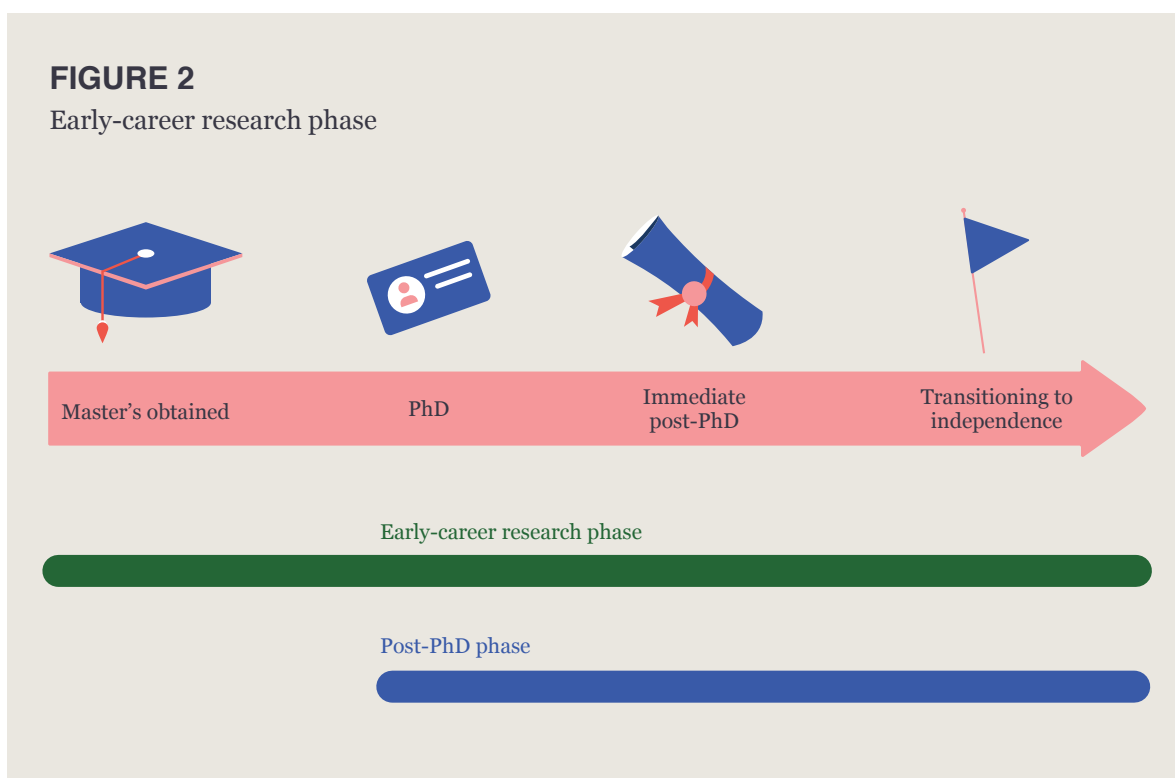 FIGURE 2
Early-career research phase
Master’s obtained
PhD
Immediate
post-PhD
Transitioning to
independence
Early-career research phase
Post-PhD phase